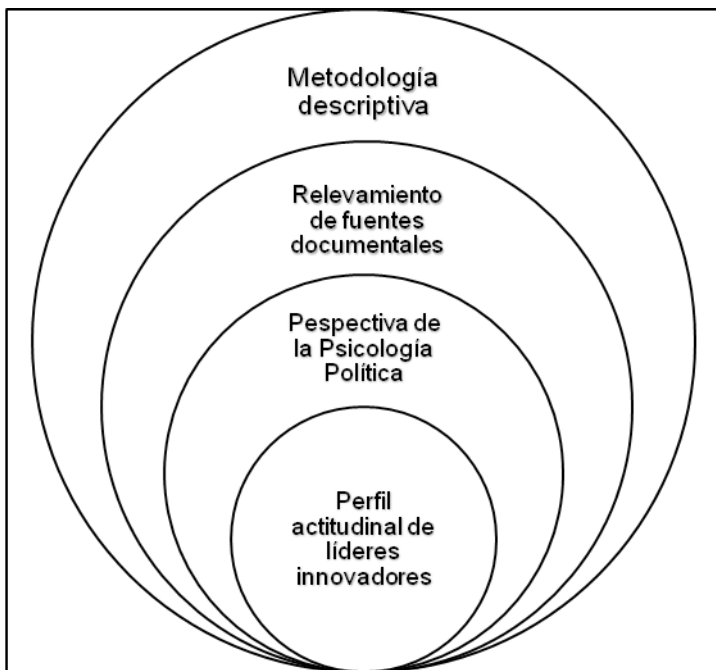 Metodología
descriptiva
Relevamiento
de fuentes
documentales
Pespectiva de
la Psicología
Política
Perfil
actitudinal de
líderes
innovadores